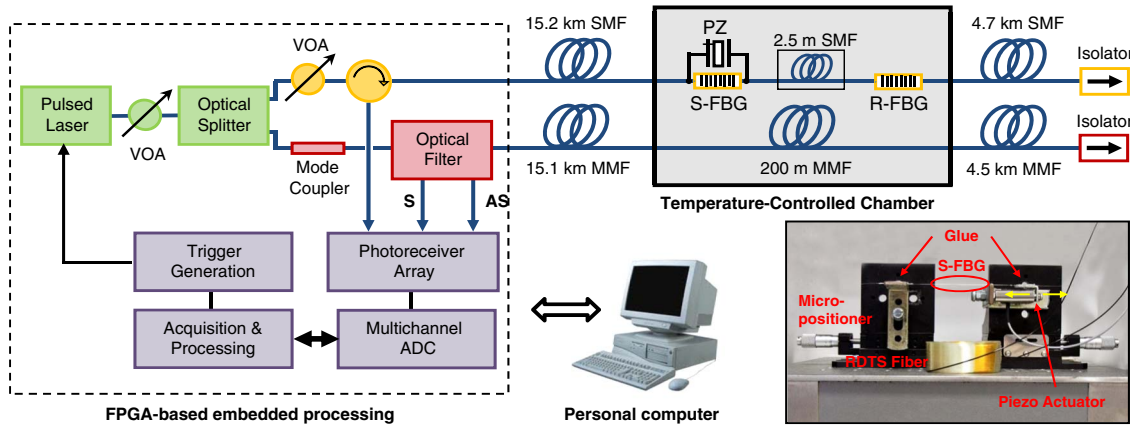 15.2 km SMF
4.7 km SMF
VOA
PZ
2.5 m SMF
Isolator
Pulsed
Laser
Optical
Splitter
S-FBG
R-FBG
VOA
Optical
Filter
Isolator
Mode
Coupler
15.1 km MMF
200 m MMF
4.5 km MMF
Temperature-Controlled Chamber
S
AS
Trigger
Generation
Photoreceiver
Array
Acquisition &
Processing
Multichannel
ADC
FPGA-based embedded processing
Personal computer
Glue
S-FBG
Micro-
positioner
RDTS Fiber
Piezo Actuator